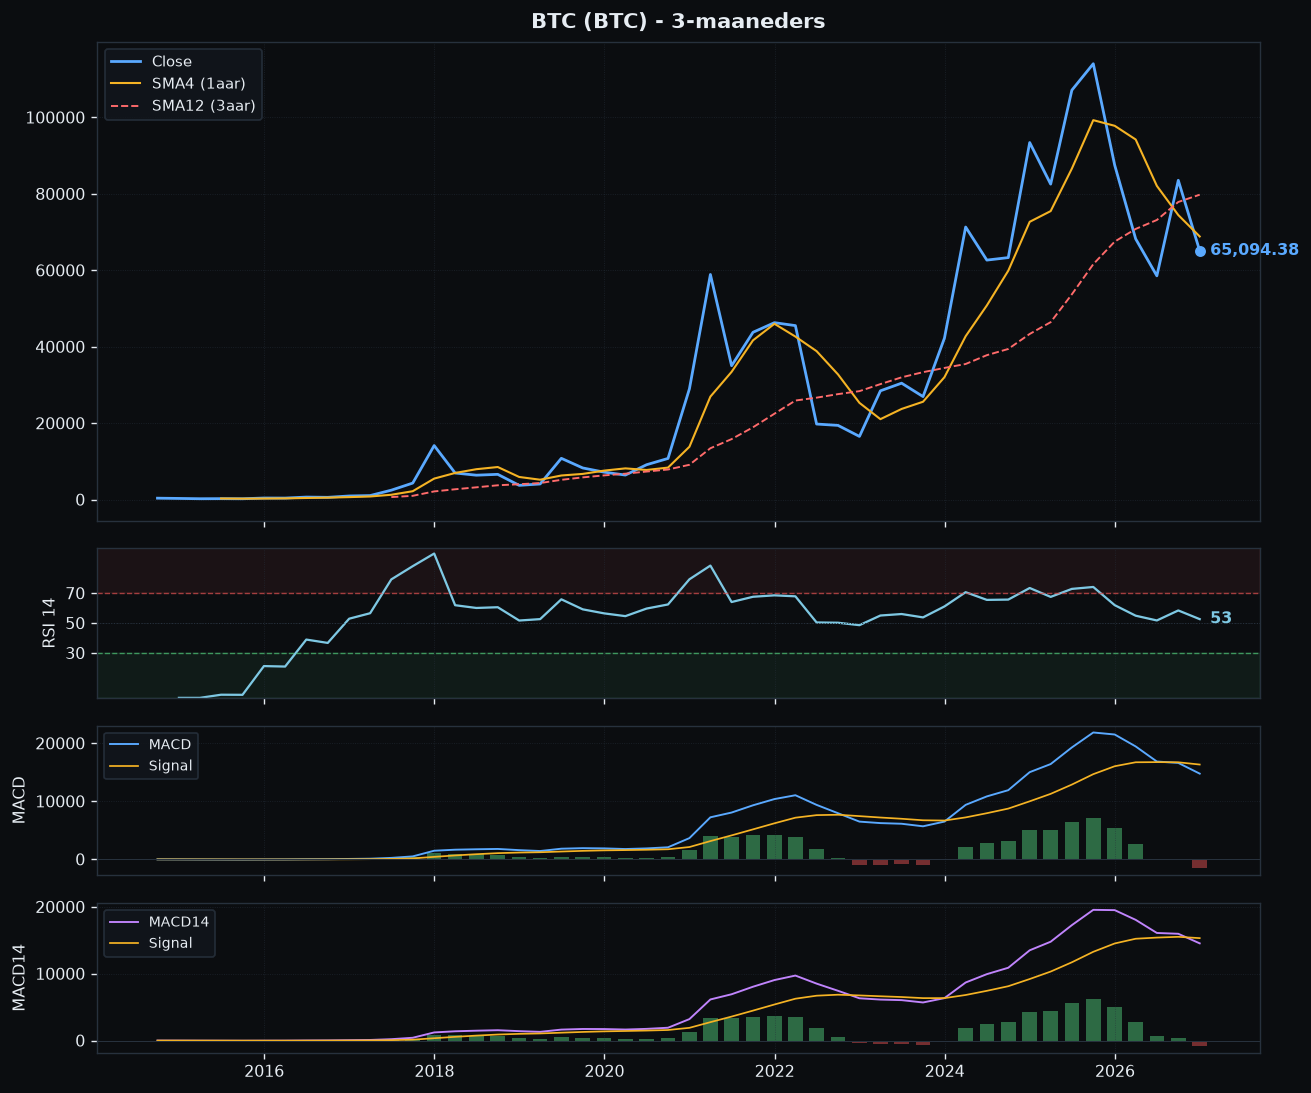 BTC (BTC) - 3-maaneders
Close
SMA4 (1aar)
SMA12 (3aar)
100000
80000
60000
40000
20000
0
65,094.38
RSI 14
70
50
30
53
MACD
MACD
Signal
20000
10000
0
MACD14
MACD14
Signal
20000
10000
0
2016
2018
2020
2022
2024
2026